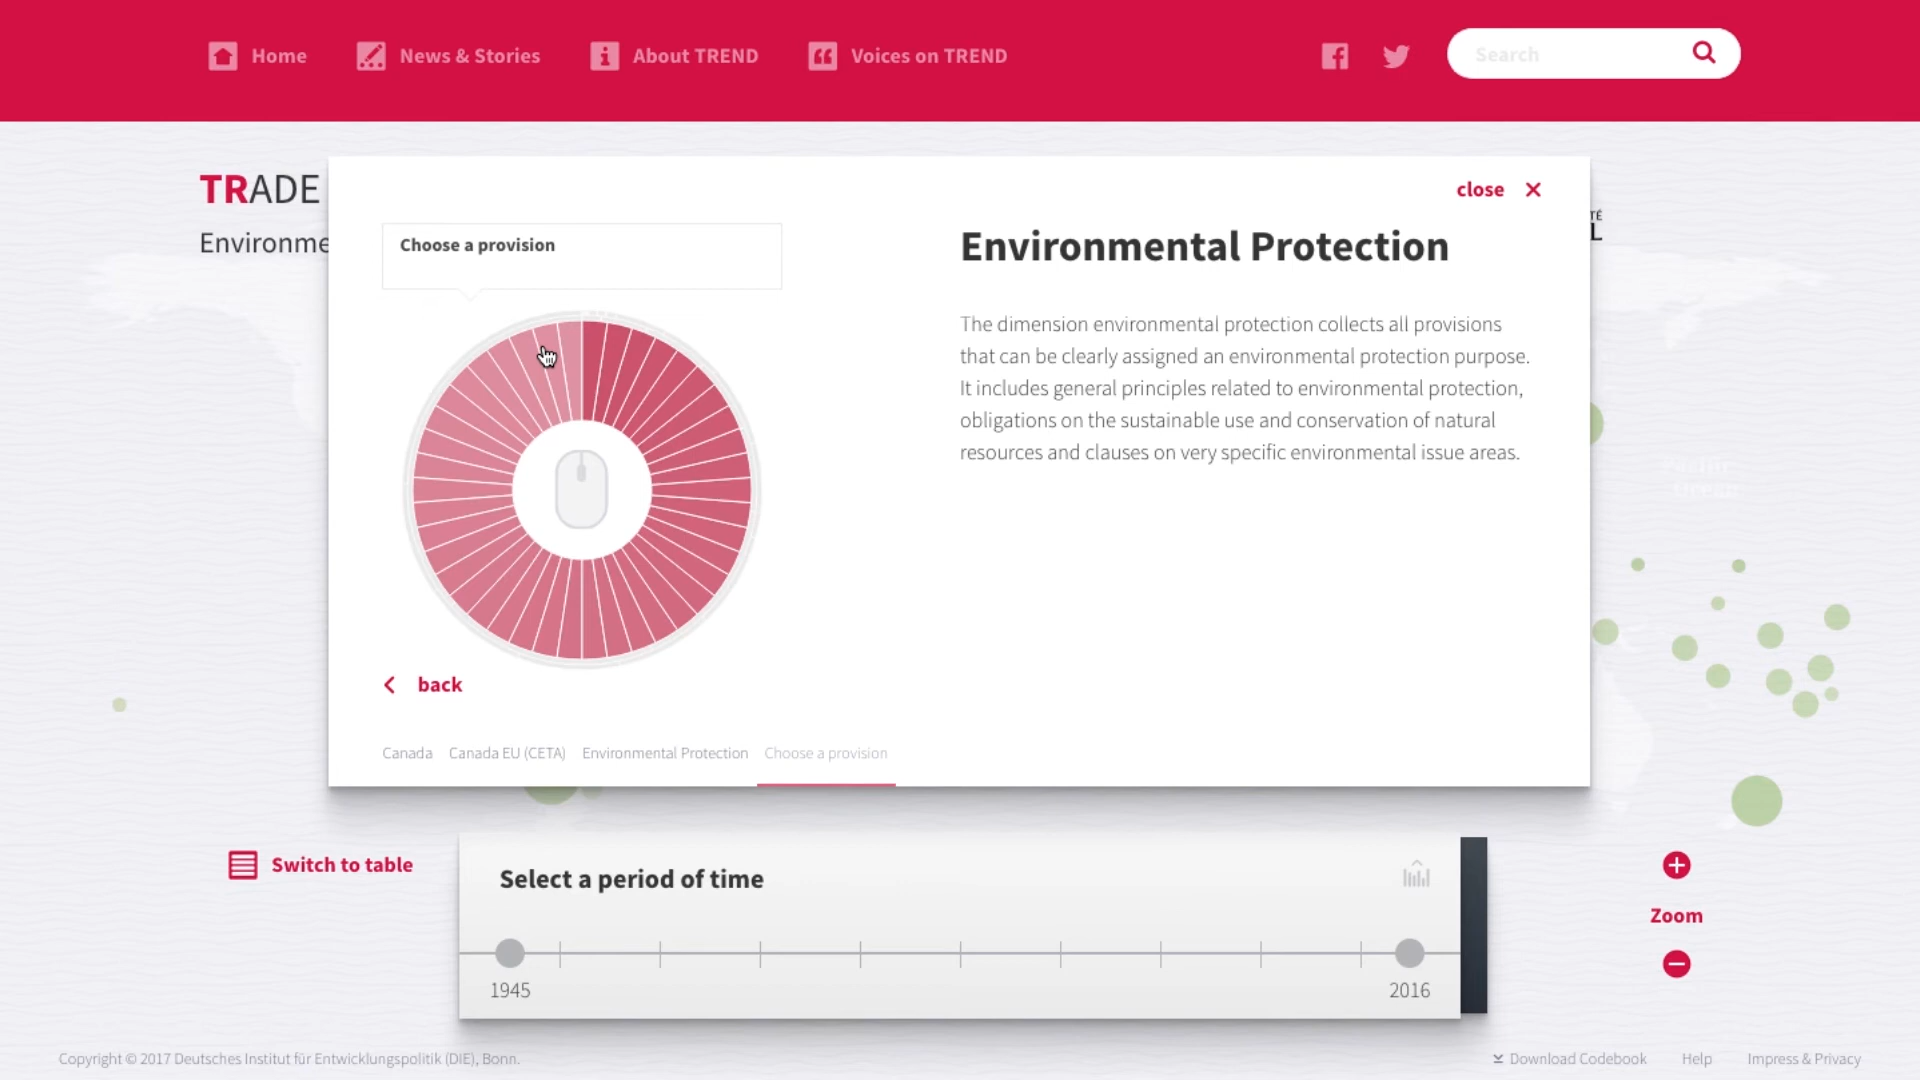 Home
News & Stories
About TREND
Voices on TREND
Search
TRADE
Environme
close
Choose a provision
Environmental Protection
The dimension environmental protection collects all provisions
that can be clearly assigned an environmental protection purpose.
It includes general principles related to environmental protection,
obligations on the sustainable use and conservation of natural
resources and clauses on very specific environmental issue areas.
TÉ
L
Pacific
Ocean
back
Canada
Canada EU (CETA)
Environmental Protection
Choose a provision
Switch to table
Select a period of time
1945
2016
Zoom
Copyright © 2017 Deutsches Institut für Entwicklungspolitik (DIE), Bonn.
Download Codebook
Help
Impress & Privacy